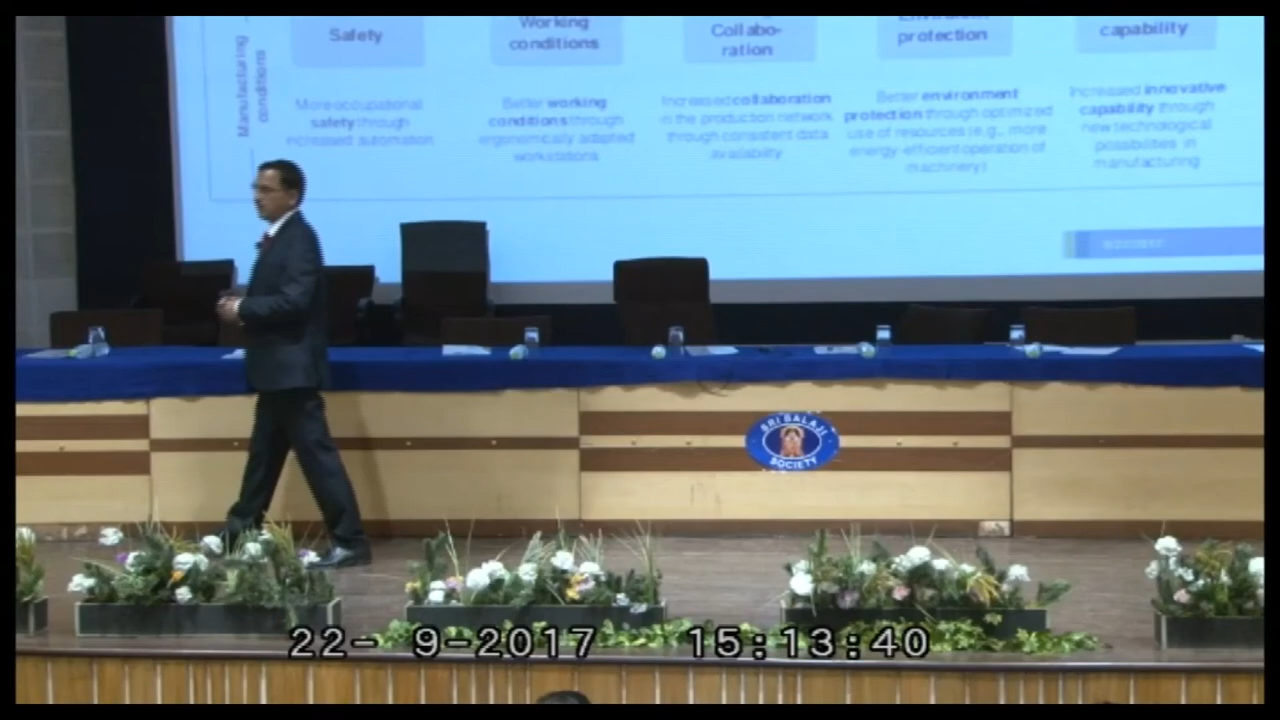 Manufacturing
conditions
Safety
Working
conditions
Collabo-
ration
protection
capability
More occupational
safety through
increased automation
Better working
conditions through
ergonomically adapted
workstations
Increased collaboration
in the production network
through consistent data
availability
Better environment
protection through optimized
use of resources (e.g., more
energy-efficient operation of
machinery)
Increased innovative
capability through
new technological
possibilities in
manufacturing
SRI BALAJI
SOCIETY
22- 9-2017 15:13:40